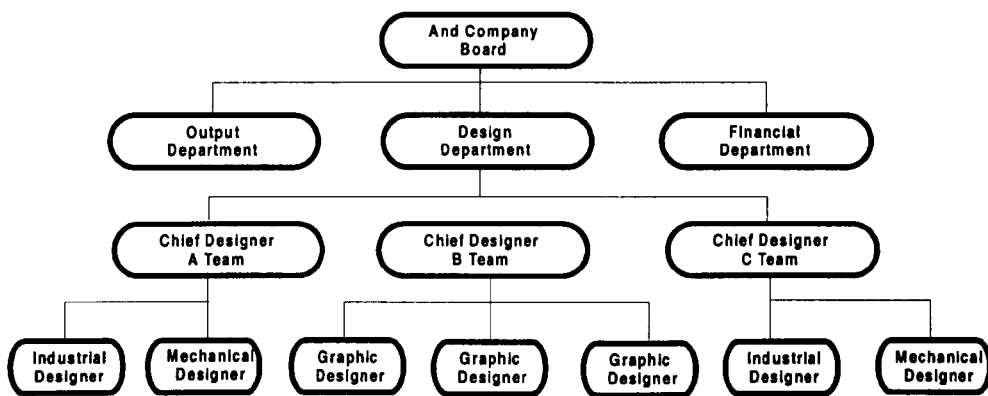 And Company
Board
Output
Department
Design
Department
Financial
Department
Chief Designer
A Team
Chief Designer
B Team
Chief Designer
C Team
Industrial
Designer
Mechanical
Designer
Graphic
Designer
Graphic
Designer
Graphic
Designer
Industrial
Designer
Mechanical
Designer